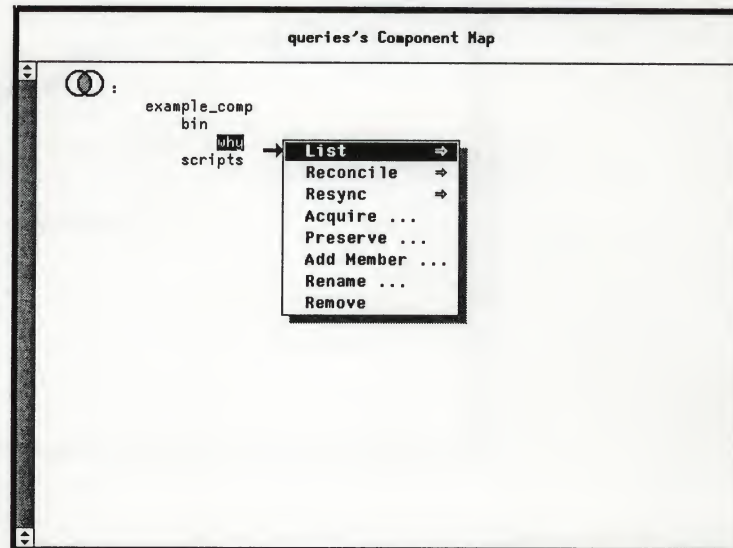 queries's Component Map
:
example_comp
bin
why
scripts
List ⇒
Reconcile ⇒
Resync ⇒
Acquire ...
Preserve ...
Add Member ...
Rename ...
Remove